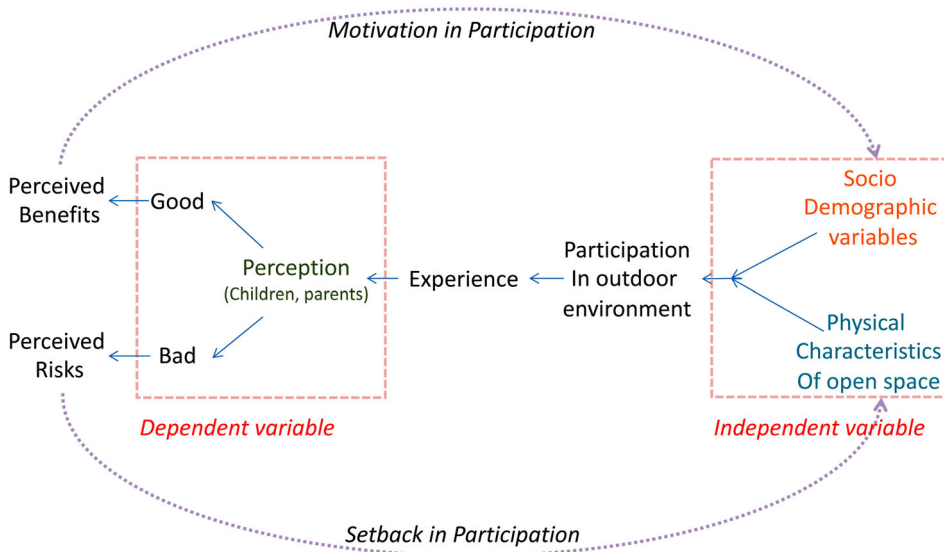 Motivation in Participation
Perceived
Benefits
Good
Perception
(Children, parents)
Bad
Perceived
Risks
Dependent variable
Experience
Participation
In outdoor
environment
Socio
Demographic
variables
Physical
Characteristics
Of open space
Independent variable
Setback in Participation